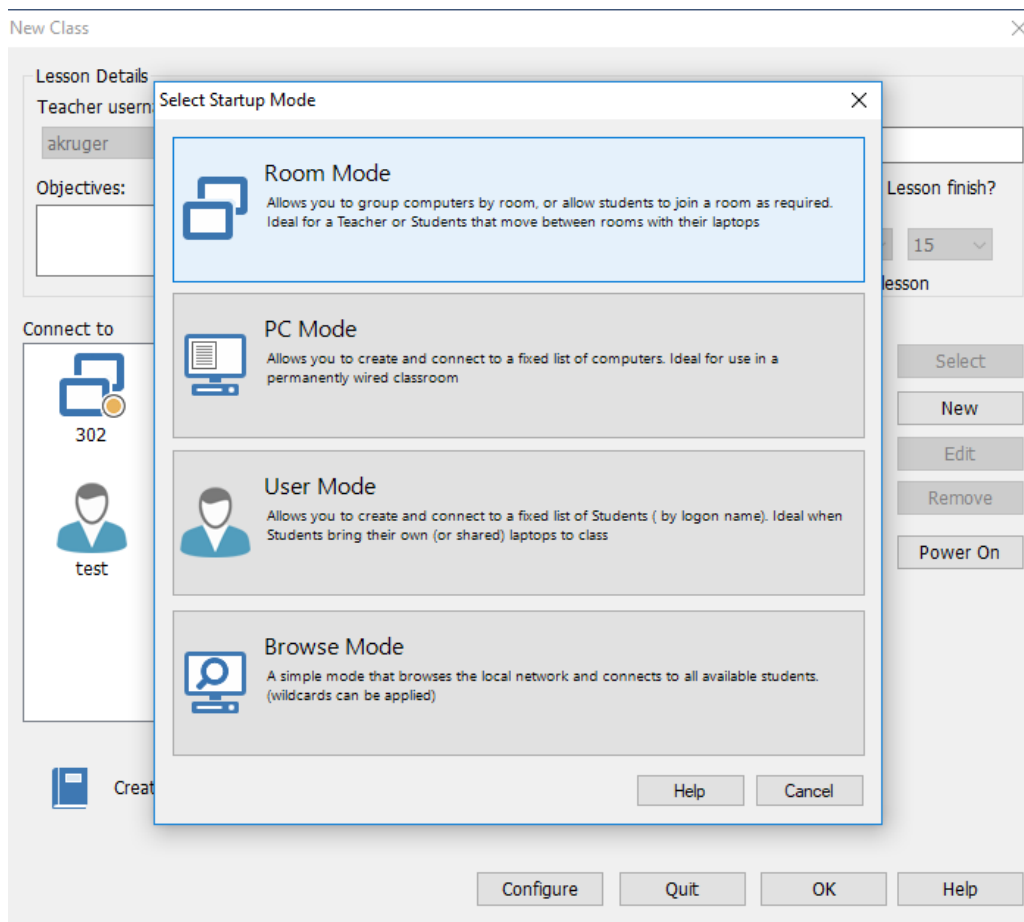 New Class
Lesson Details
Select Startup Mode
Teacher usern
akruger
Objectives:
Lesson finish?
15
lesson
Room Mode
Allows you to group computers by room, or allow students to join a room as required.
Ideal for a Teacher or Students that move between rooms with their laptops
PC Mode
Allows you to create and connect to a fixed list of computers. Ideal for use in a
permanently wired classroom
User Mode
Allows you to create and connect to a fixed list of Students ( by logon name). Ideal when
Students bring their own (or shared) laptops to class
Browse Mode
A simple mode that browses the local network and connects to all available students.
(wildcards can be applied)
Help
Cancel
Connect to
302
test
Select
New
Edit
Remove
Power On
Creat
Configure
Quit
OK
Help